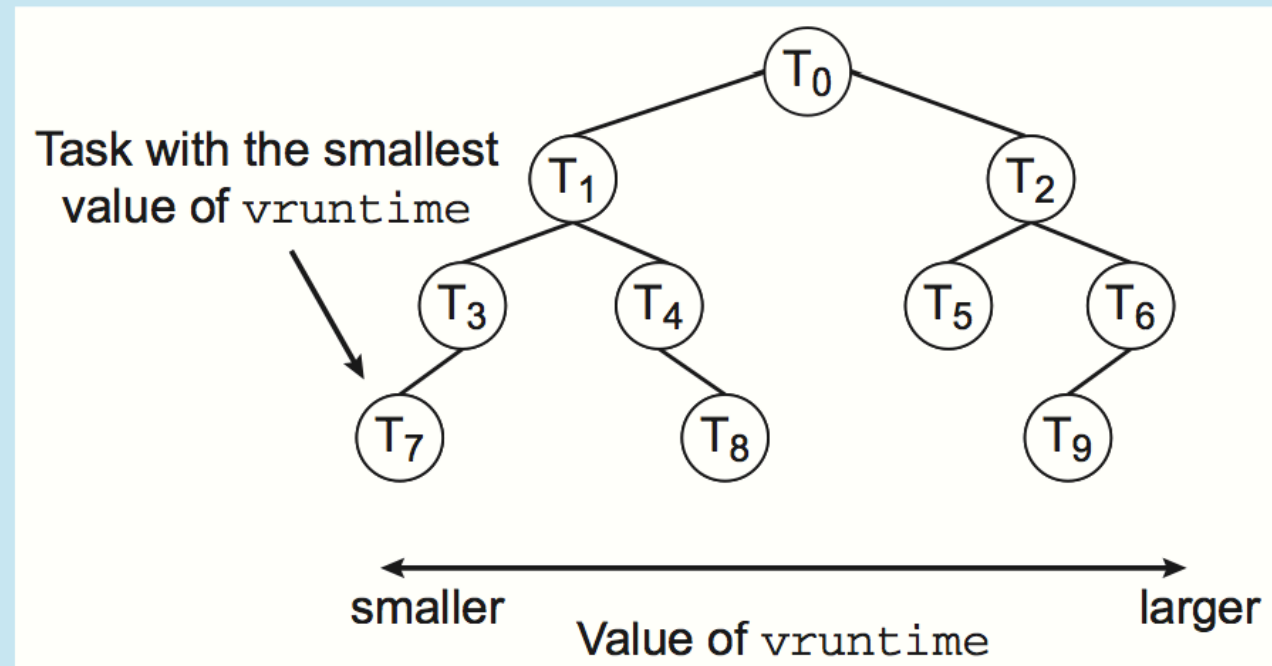 T0
Task with the smallest
value of vruntime
T1
T2
T3
T4
T5
T6
T7
T8
T9
smaller
larger
Value of vruntime